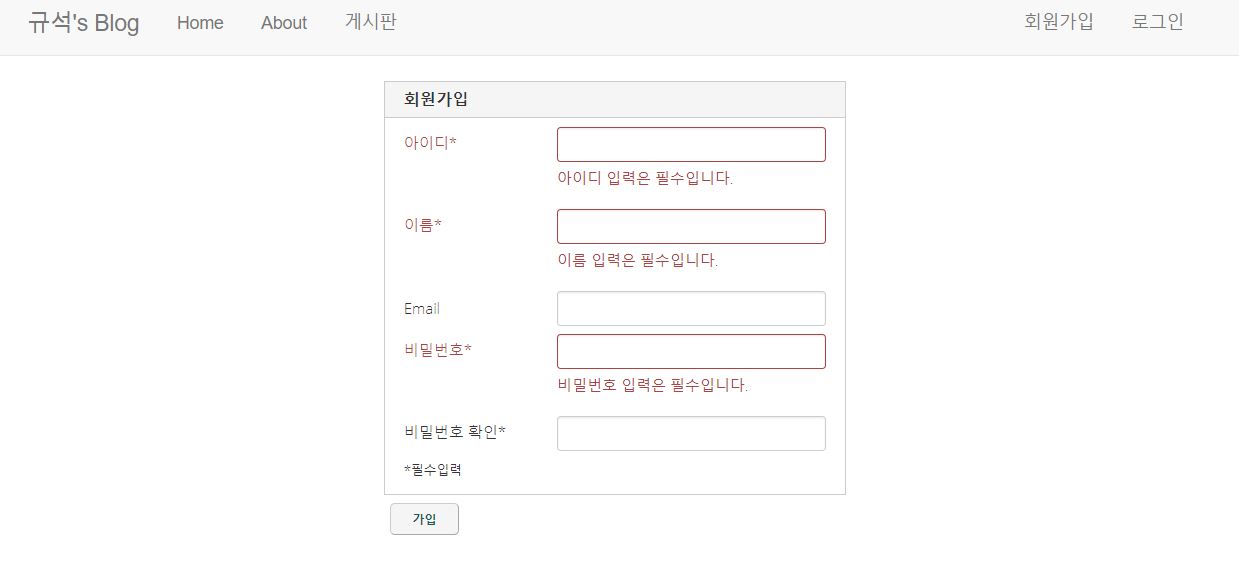 규석's Blog Home About 게시판 회원가입 로그인
회원가입
아이디*
아이디 입력은 필수입니다.
이름*
이름 입력은 필수입니다.
Email
비밀번호*
비밀번호 입력은 필수입니다.
비밀번호 확인*
*필수입력
가입